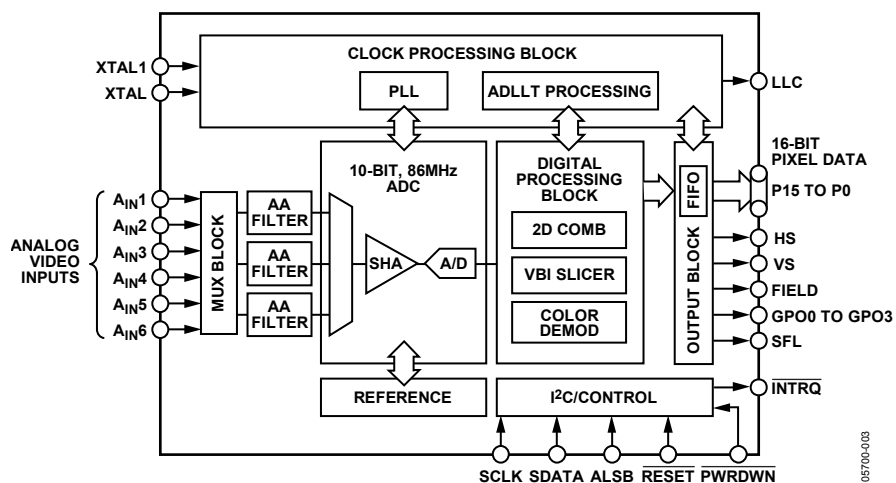 CLOCK PROCESSING BLOCK
XTAL1
XTAL
PLL
ADLLT PROCESSING
LLC
10-BIT, 86MHz
ADC
DIGITAL
PROCESSING
BLOCK
OUTPUT BLOCK
FIFO
16-BIT
PIXEL DATA
P15 TO P0
ANALOG
VIDEO
INPUTS
AIN1
AIN2
AIN3
AIN4
AIN5
AIN6
MUX BLOCK
AA
FILTER
AA
FILTER
AA
FILTER
SHA
A/D
2D COMB
VBI SLICER
COLOR
DEMOD
HS
VS
FIELD
GPO0 TO GPO3
SFL
REFERENCE
I2C/CONTROL
INTRQ
SCLK
SDATA
ALSB
RESET
PWRDWN
05700-003